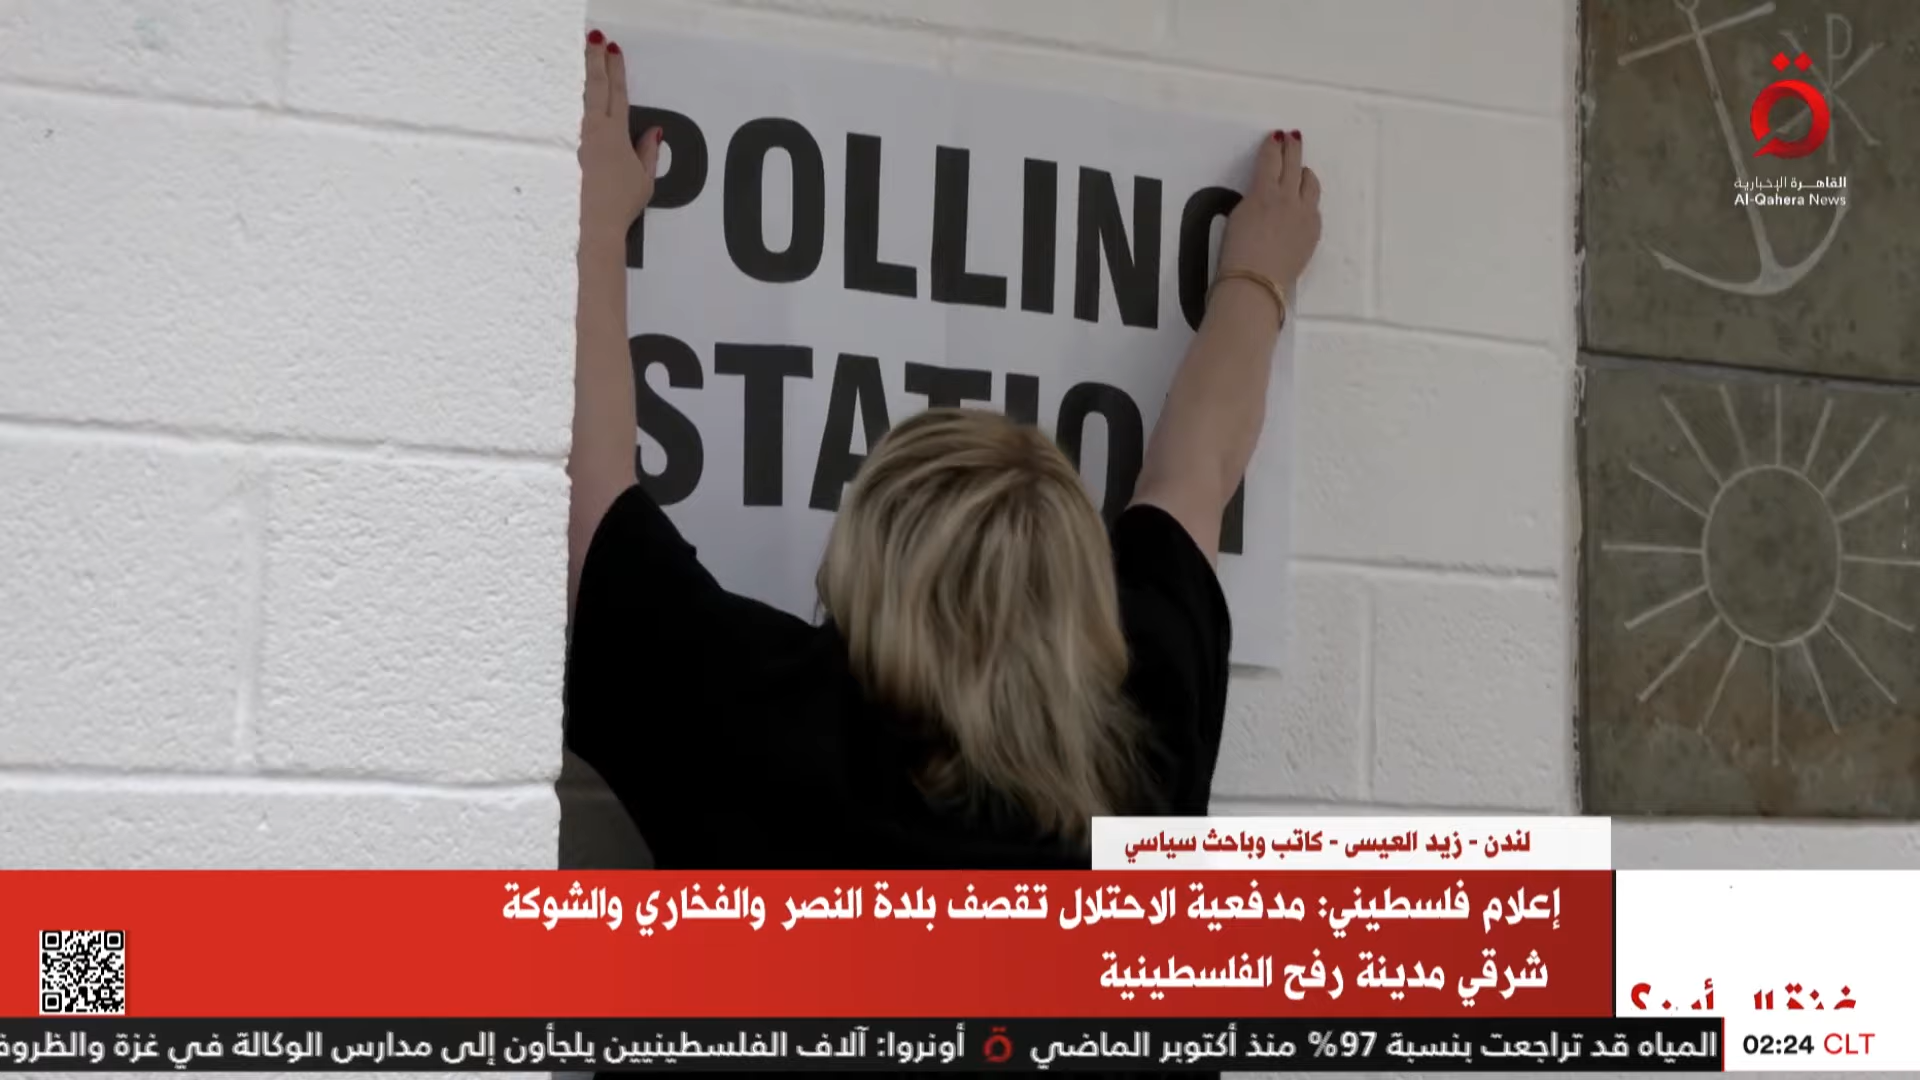 POLLING
STATION
القاهرة الإخبارية
Al-Qahera News
لندن - زيد العيسى - كاتب وباحث سياسي
إعلام فلسطيني: مدفعية الاحتلال تقصف بلدة النصر والفخاري والشوكة
شرقي مدينة رفح الفلسطينية
المياه قد تراجعت بنسبة 97% منذ أكتوبر الماضي
أونروا: آلاف الفلسطينيين يلجأون إلى مدارس الوكالة في غزة
02:24 CLT